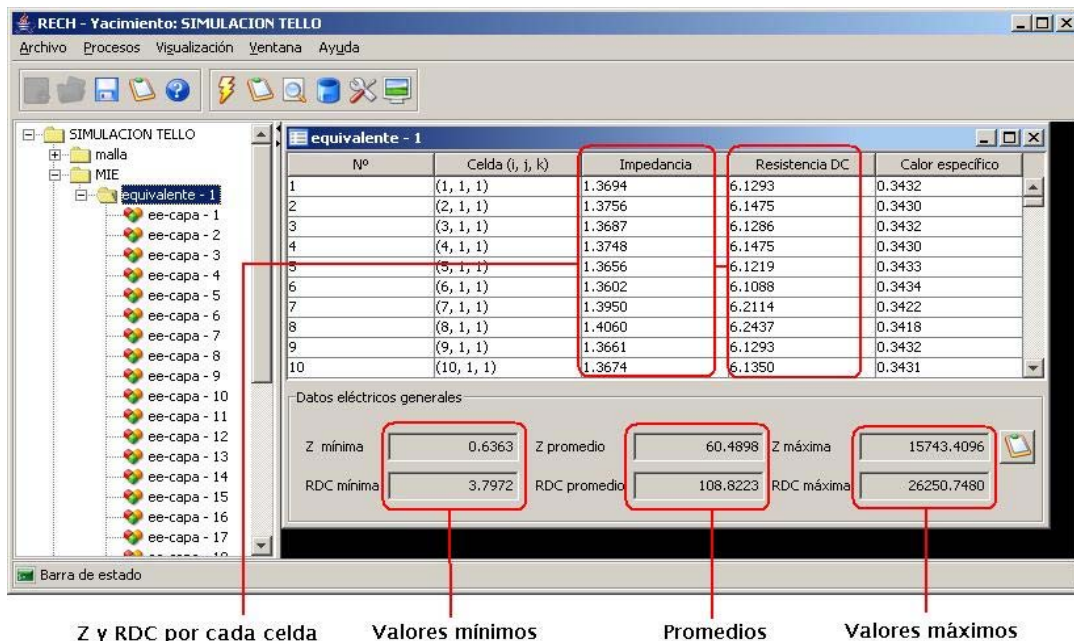 RECH - Yacimiento: SIMULACION TELLO
Archivo Procesos Visualización Ventana Ayuda
SIMULACION TELLO
malla
MIE
equivalente - 1
ee-capa - 1
ee-capa - 2
ee-capa - 3
ee-capa - 4
ee-capa - 5
ee-capa - 6
ee-capa - 7
ee-capa - 8
ee-capa - 9
ee-capa - 10
ee-capa - 11
ee-capa - 12
ee-capa - 13
ee-capa - 14
ee-capa - 15
ee-capa - 16
ee-capa - 17
equivalente - 1
Nº Celda (i, j, k) Impedancia Resistencia DC Calor específico
1 (1, 1, 1) 1.3694 6.1293 0.3432
2 (2, 1, 1) 1.3756 6.1475 0.3430
3 (3, 1, 1) 1.3687 6.1286 0.3432
4 (4, 1, 1) 1.3748 6.1475 0.3430
5 (5, 1, 1) 1.3656 6.1219 0.3433
6 (6, 1, 1) 1.3602 6.1088 0.3434
7 (7, 1, 1) 1.3950 6.2114 0.3422
8 (8, 1, 1) 1.4060 6.2437 0.3418
9 (9, 1, 1) 1.3661 6.1293 0.3432
10 (10, 1, 1) 1.3674 6.1350 0.3431
Datos eléctricos generales
Z mínima 0.6363 Z promedio 60.4898 Z máxima 15743.4096
RDC mínima 3.7972 RDC promedio 108.8223 RDC máxima 26250.7480
Barra de estado
Z y RDC por cada celda Valores mínimos Promedios Valores máximos